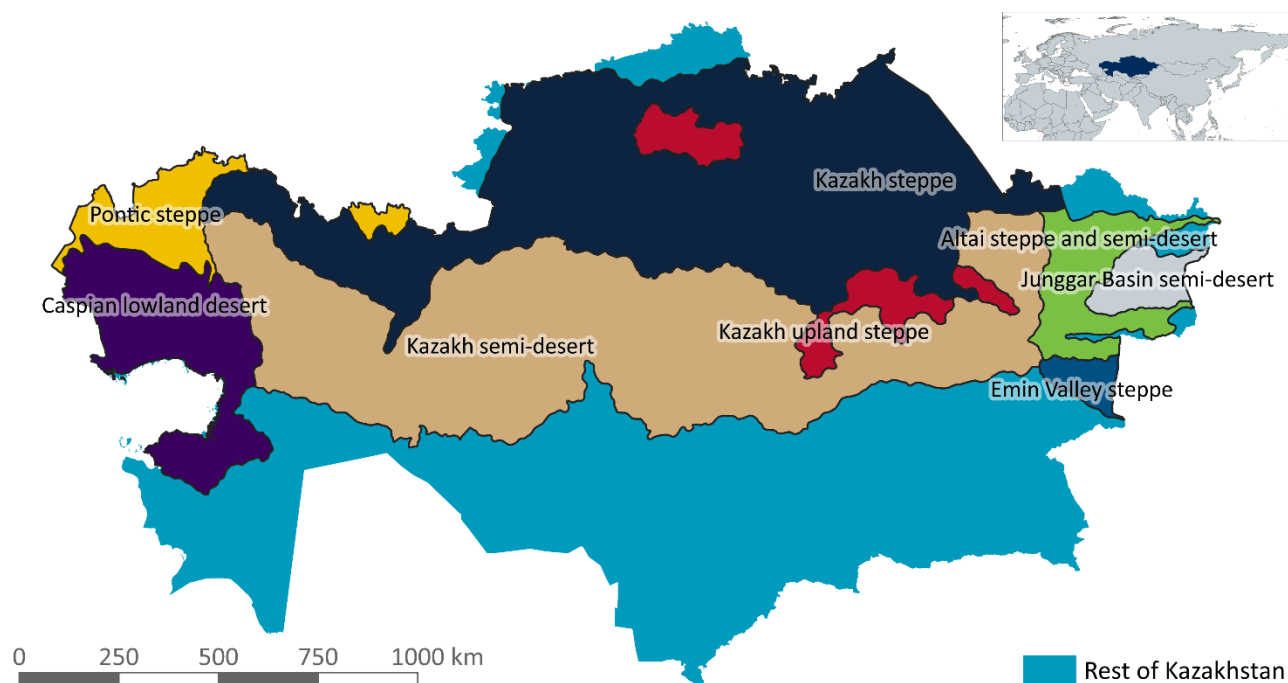 Kazakh steppe
Pontic steppe
Altai steppe and semi-desert
Junggar Basin semi-desert
Caspian lowland desert
Kazakh upland steppe
Kazakh semi-desert
Emin Valley steppe
0 250 500 750 1000 km
Rest of Kazakhstan